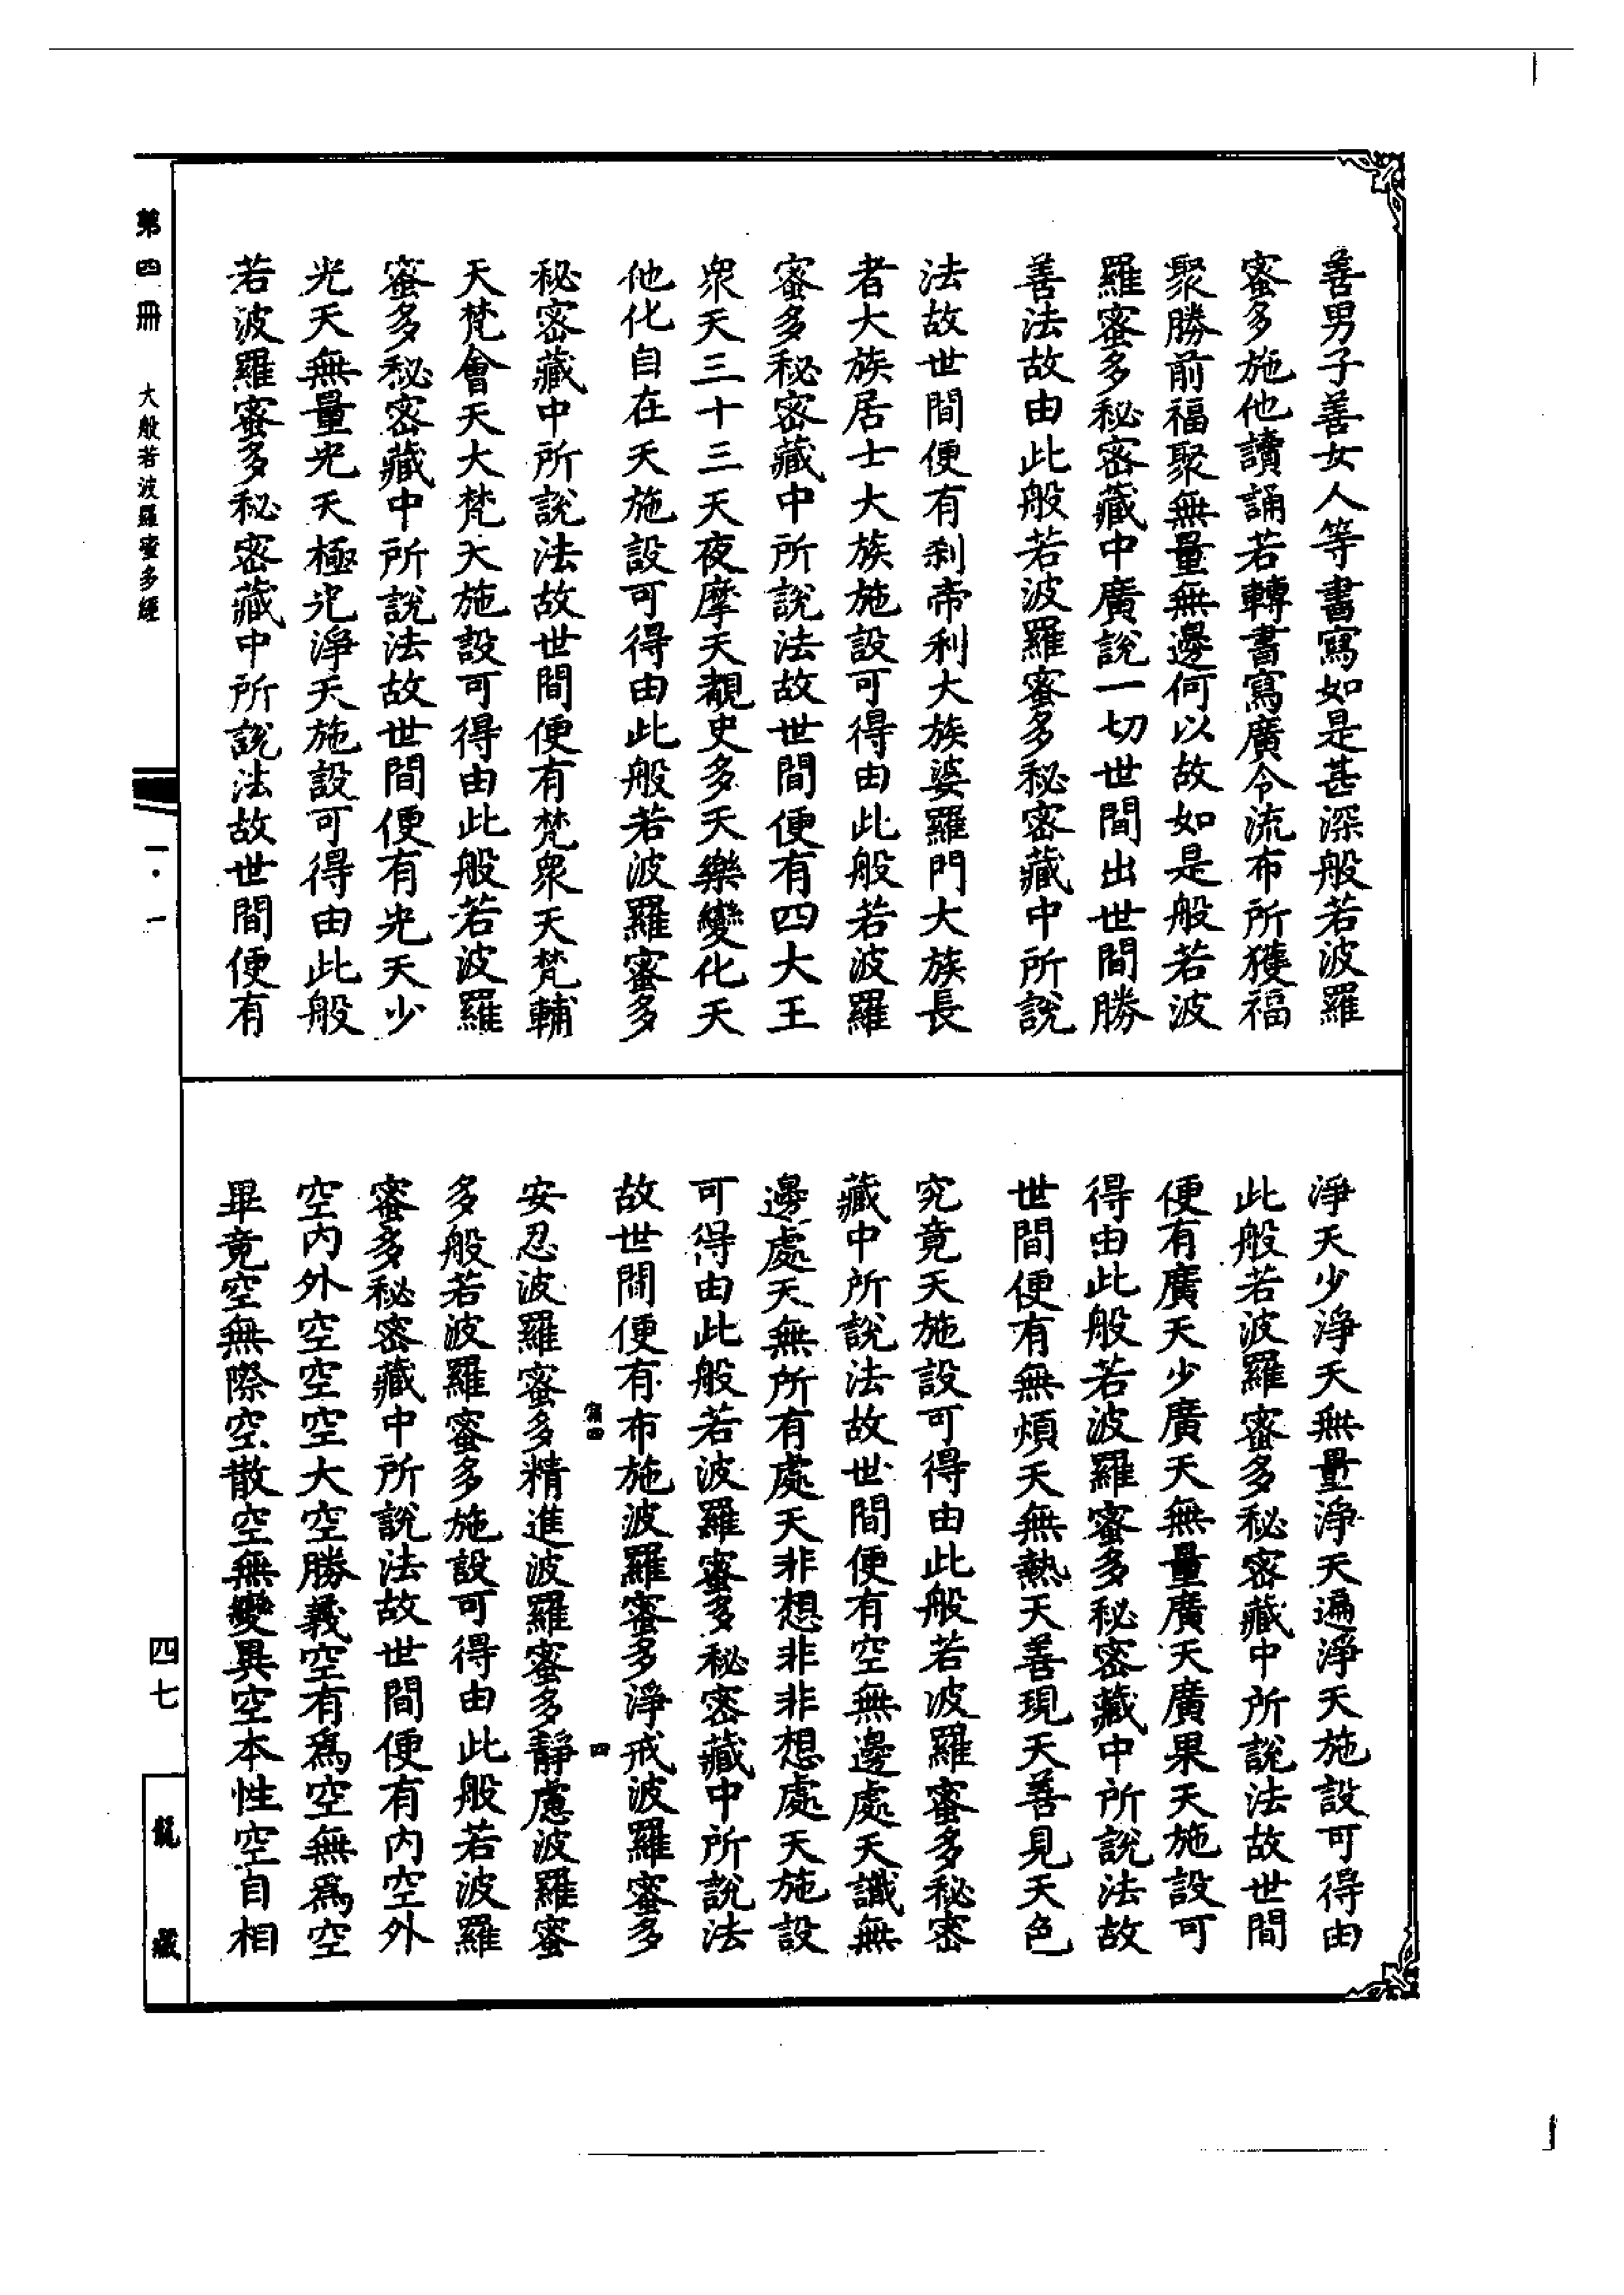 善男子善女人等書寫如是甚深般若波羅
蜜多施他讀誦若轉書寫廣令流布所獲福
聚勝前福聚無量無邊何以故如是般若波
羅蜜多秘密藏中廣說一切世間出世間勝
善法故由此般若波羅蜜多秘密藏中所說
法故世間便有刹帝利大族婆羅門大族長
者大族居士大族施設可得由此般若波羅
蜜多秘密藏中所說法故世間便有四大王
衆天三十三天夜摩天覩史多天樂變化天
他化自在天施設可得由此般若波羅蜜多
秘密藏中所說法故世間便有梵衆天梵輔
天梵會天大梵天施設可得由此般若波羅
蜜多秘密藏中所說法故世間便有光天少
光天無量光天極光淨天施設可得由此般
若波羅蜜多秘密藏中所說法故世間便有
淨天少淨天無量淨天遍淨天施設可得由
此般若波羅蜜多秘密藏中所說法故世間
便有廣天少廣天無量廣天廣果天施設可
得由此般若波羅蜜多秘密藏中所說法故
世間便有無煩天無熱天善現天善見天色
究竟天施設可得由此般若波羅蜜多秘密
藏中所說法故世間便有空無邊處天識無
邊處天無所有處天非想非非想處天施設
可得由此般若波羅蜜多秘密藏中所說法
故世間便有布施波羅蜜多淨戒波羅蜜多
四
安忍波羅蜜多精進波羅蜜多靜慮波羅蜜
多般若波羅蜜多施設可得由此般若波羅
蜜多秘密藏中所說法故世間便有內空外
空內外空空空大空勝義空有爲空無爲空
畢竟空無際空散空無變異空本性空自相
第四冊 大般若波羅蜜多經
一·一
四七
龍藏